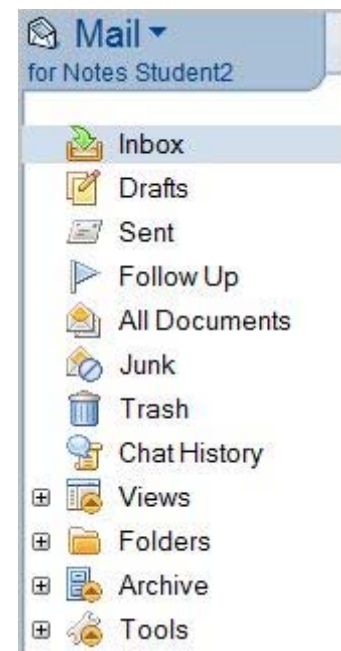 Mail
for Notes Student2
Inbox
Drafts
Sent
Follow Up
All Documents
Junk
Trash
Chat History
Views
Folders
Archive
Tools